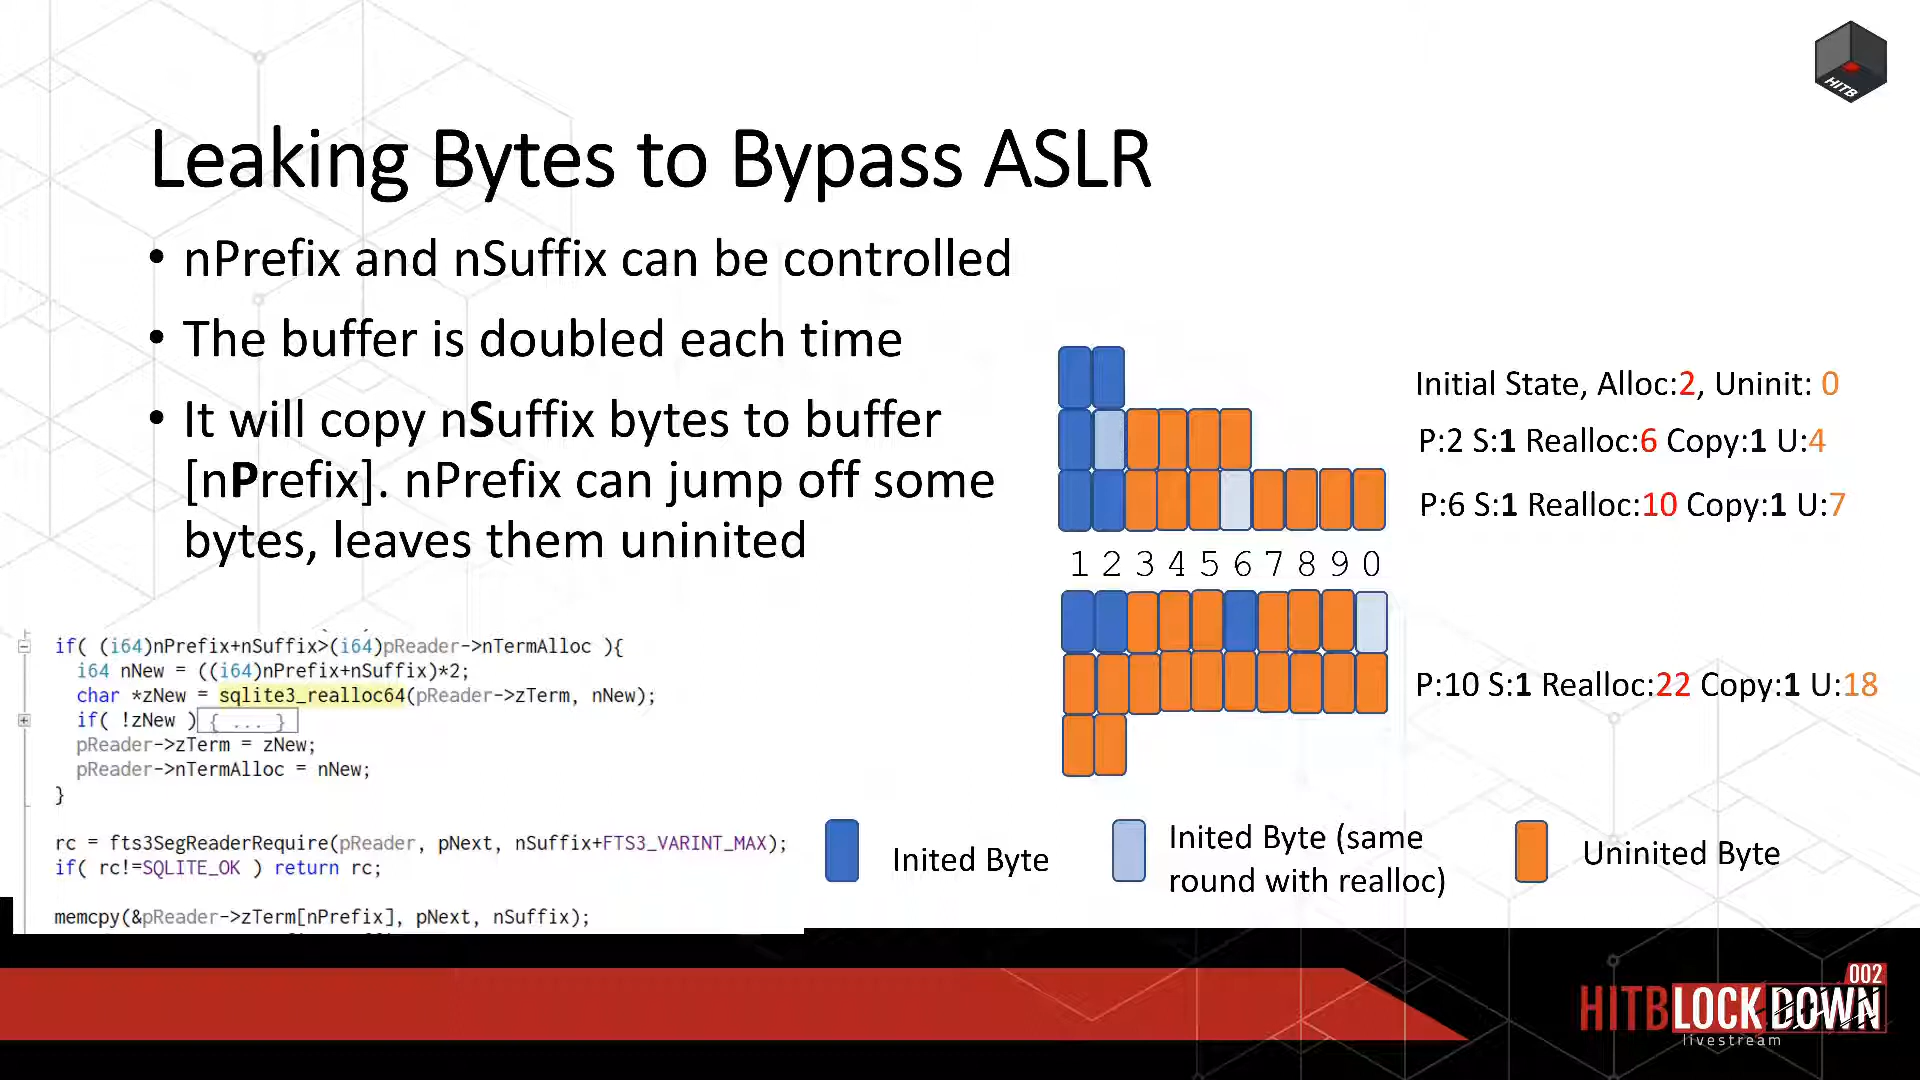 HITB
Leaking Bytes to Bypass ASLR
• nPrefix and nSuffix can be controlled
• The buffer is doubled each time
• It will copy nSuffix bytes to buffer
[nPrefix]. nPrefix can jump off some
bytes, leaves them uninited
Initial State, Alloc:2, Uninit: 0
P:2 S:1 Realloc:6 Copy:1 U:4
P:6 S:1 Realloc:10 Copy:1 U:7
1 2 3 4 5 6 7 8 9 0
P:10 S:1 Realloc:22 Copy:1 U:18
if( (i64)nPrefix+nSuffix>(i64)pReader->nTermAlloc ){
i64 nNew = ((i64)nPrefix+nSuffix)*2;
char *zNew = sqlite3_realloc64(pReader->zTerm, nNew);
if( !zNew ){ ... }
pReader->zTerm = zNew;
pReader->nTermAlloc = nNew;
}
rc = fts3SegReaderRequire(pReader, pNext, nSuffix+FTS3_VARINT_MAX);
if( rc!=SQLITE_OK ) return rc;
memcpy(&pReader->zTerm[nPrefix], pNext, nSuffix);
Inited Byte
Inited Byte (same
round with realloc)
Uninited Byte
002
HITBLOCKDOWN
livestream